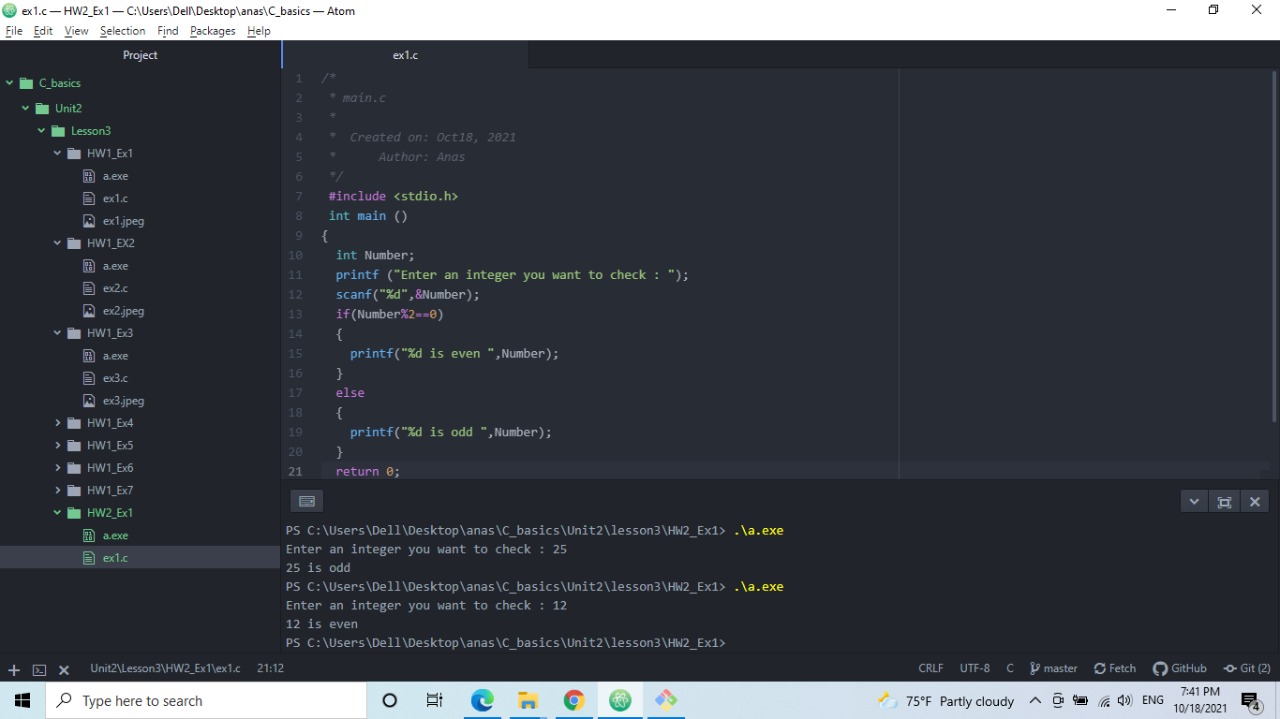 ex1.c — HW2_Ex1 — C:\Users\Dell\Desktop\anas\C_basics — Atom
File Edit View Selection Find Packages Help
Project
C_basics
Unit2
Lesson3
HW1_Ex1
a.exe
ex1.c
ex1.jpeg
HW1_EX2
a.exe
ex2.c
ex2.jpeg
HW1_Ex3
a.exe
ex3.c
ex3.jpeg
HW1_Ex4
HW1_Ex5
HW1_Ex6
HW1_Ex7
HW2_Ex1
a.exe
ex1.c
ex1.c
1 /*
2  * main.c
3  *
4  *  Created on: Oct18, 2021
5  *      Author: Anas
6  */
7  #include <stdio.h>
8  int main ()
9 {
10   int Number;
11   printf ("Enter an integer you want to check : ");
12   scanf("%d",&Number);
13   if(Number%2==0)
14   {
15     printf("%d is even ",Number);
16   }
17   else
18   {
19     printf("%d is odd ",Number);
20   }
21   return 0;
PS C:\Users\Dell\Desktop\anas\C_basics\Unit2\lesson3\HW2_Ex1> .\a.exe
Enter an integer you want to check : 25
25 is odd
PS C:\Users\Dell\Desktop\anas\C_basics\Unit2\lesson3\HW2_Ex1> .\a.exe
Enter an integer you want to check : 12
12 is even
PS C:\Users\Dell\Desktop\anas\C_basics\Unit2\lesson3\HW2_Ex1>
Unit2\Lesson3\HW2_Ex1\ex1.c 21:12 CRLF UTF-8 C master Fetch GitHub Git (2)
Type here to search 75°F Partly cloudy ENG 7:41 PM
10/18/2021 4